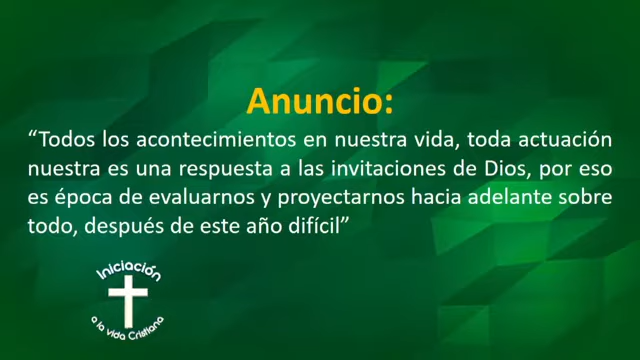 Anuncio:
“Todos los acontecimientos en nuestra vida, toda actuación
nuestra es una respuesta a las invitaciones de Dios, por eso
es época de evaluarnos y proyectarnos hacia adelante sobre
todo, después de este año difícil”
Iniciación
a la vida Cristiana